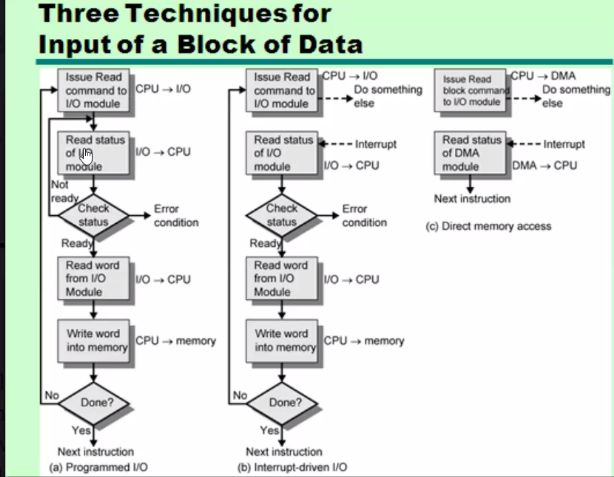 Three Techniques for
Input of a Block of Data
Issue Read
command to
I/O module
CPU → I/O
Read status
of I/O
module
I/O → CPU
Not
ready
Check
status
Error
condition
Ready
Read word
from I/O
Module
I/O → CPU
Write word
into memory
CPU → memory
No
Done?
Yes
Next instruction
(a) Programmed I/O
Issue Read
command to
I/O module
CPU → I/O
Do something
else
Read status
of I/O
module
Interrupt
I/O → CPU
Check
status
Error
condition
Ready
Read word
from I/O
Module
I/O → CPU
Write word
into memory
CPU → memory
No
Done?
Yes
Next instruction
(b) Interrupt-driven I/O
Issue Read
block command
to I/O module
CPU → DMA
Do something
else
Read status
of DMA
module
Interrupt
DMA → CPU
Next instruction
(c) Direct memory access